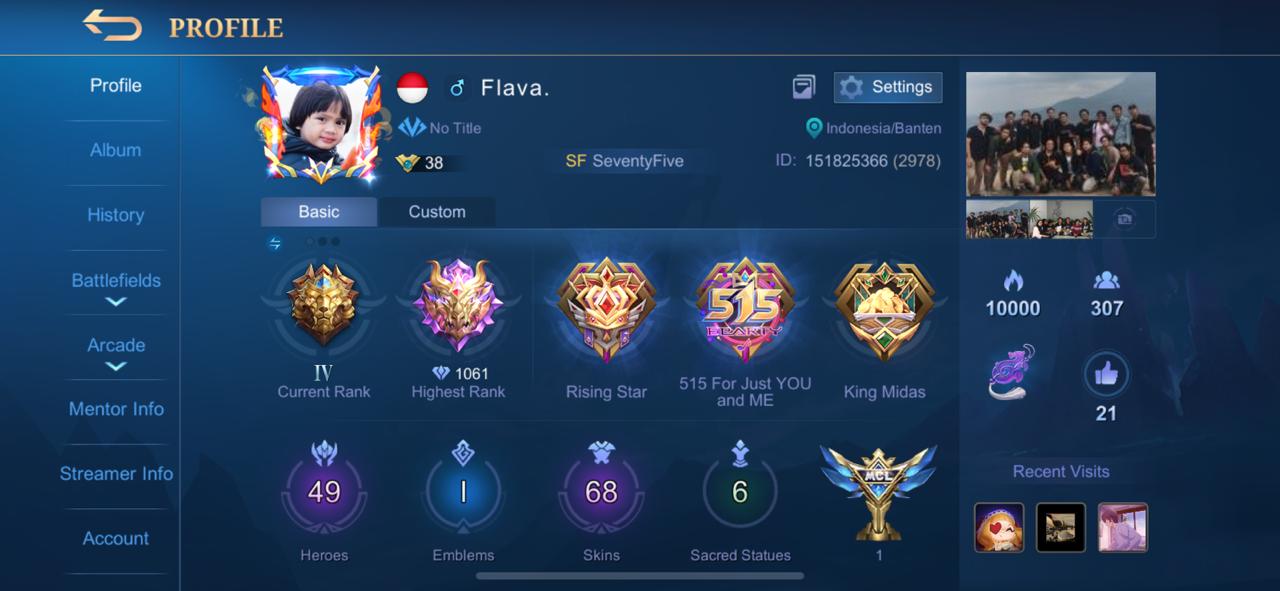 PROFILE
Profile
Album
History
Battlefields
Arcade
Mentor Info
Streamer Info
Account
Flava.
Settings
No Title
Indonesia/Banten
38
SF SeventyFive
ID: 151825366 (2978)
Basic
Custom
IV
Current Rank
1061
Highest Rank
Rising Star
515
EPARTY
515 For Just YOU
and ME
King Midas
49
Heroes
I
Emblems
68
Skins
6
Sacred Statues
MCL
1
10000
307
21
Recent Visits